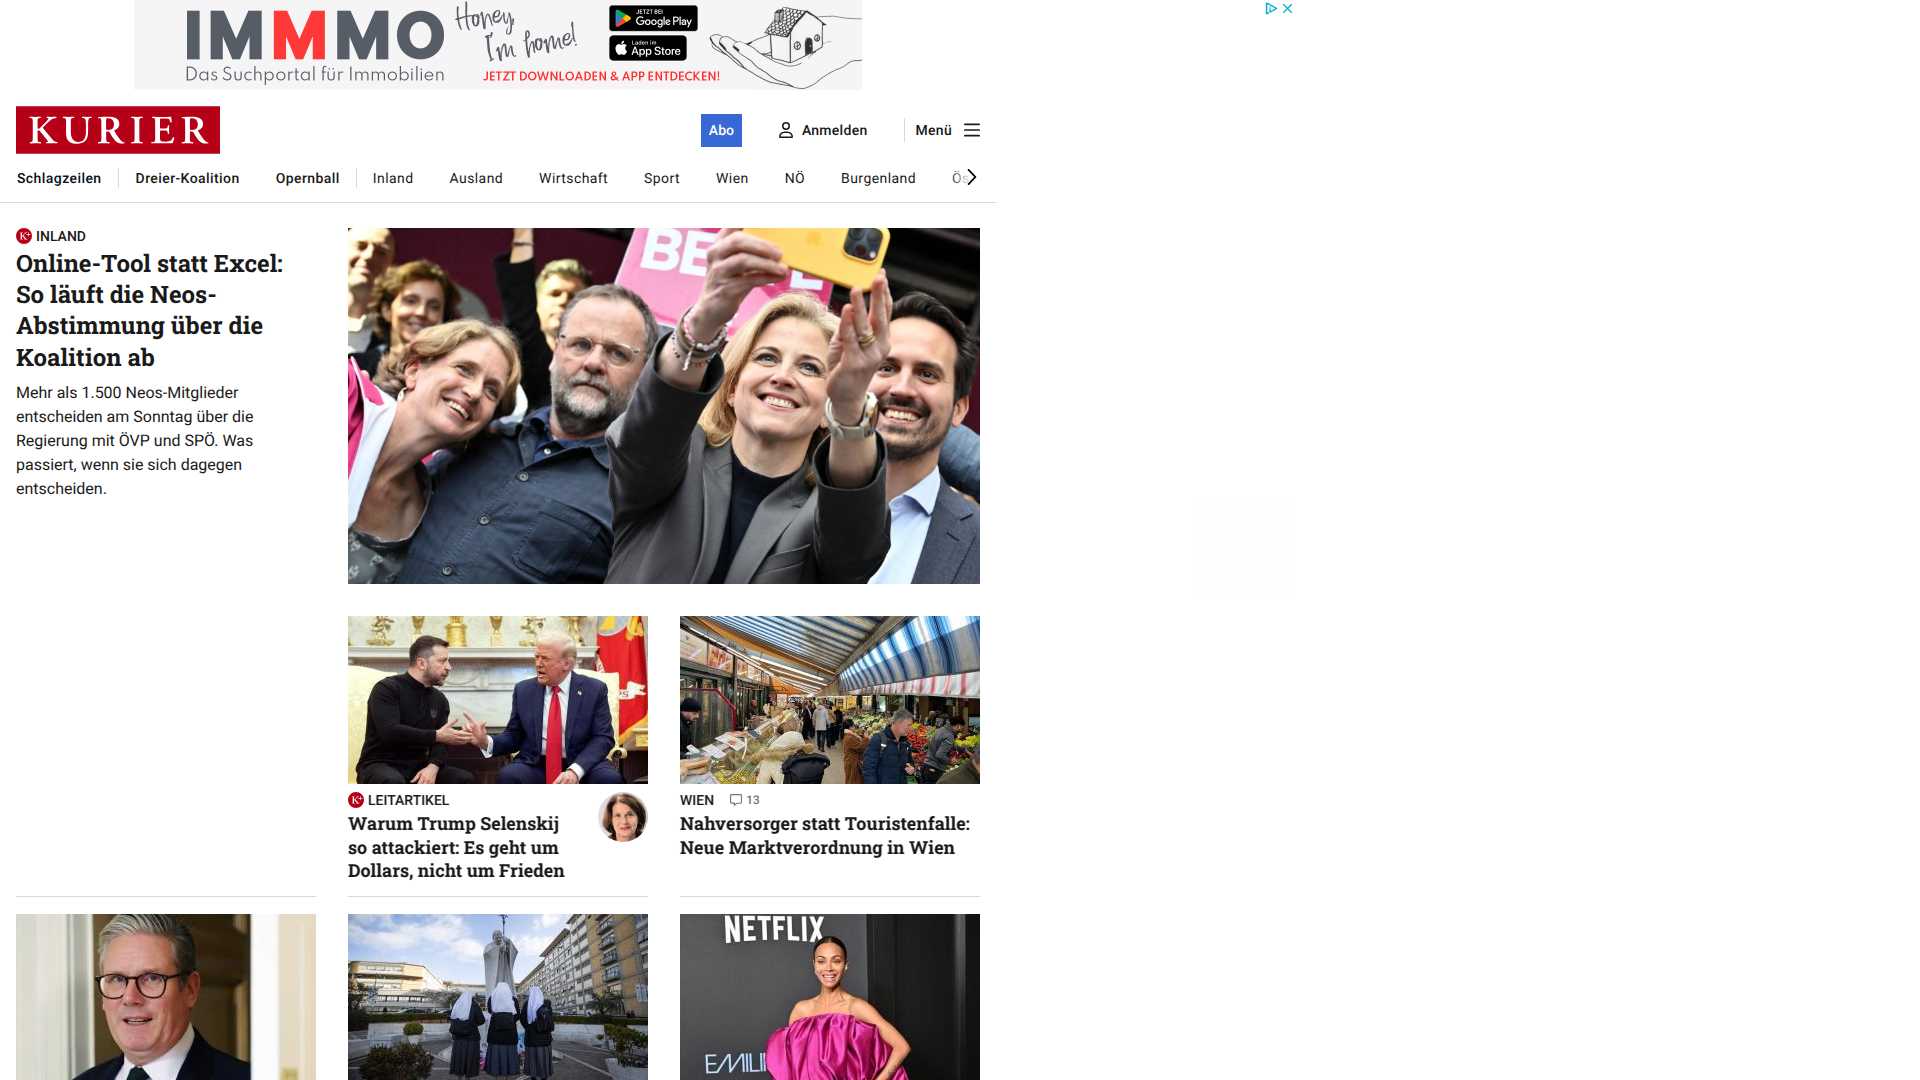 IMMMO
Das Suchportal für Immobilien
Honey,
I'm home!
JETZT BEI
Google Play
Laden im
App Store
JETZT DOWNLOADEN & APP ENTDECKEN!
KURIER
Abo
Anmelden
Menü
Schlagzeilen
Dreier-Koalition
Opernball
Inland
Ausland
Wirtschaft
Sport
Wien
NÖ
Burgenland
K+ INLAND
Online-Tool statt Excel:
So läuft die Neos-
Abstimmung über die
Koalition ab
Mehr als 1.500 Neos-Mitglieder
entscheiden am Sonntag über die
Regierung mit ÖVP und SPÖ. Was
passiert, wenn sie sich dagegen
entscheiden.
K+ LEITARTIKEL
Warum Trump Selenskij
so attackiert: Es geht um
Dollars, nicht um Frieden
WIEN 13
Nahversorger statt Touristenfalle:
Neue Marktverordnung in Wien
NETFLIX